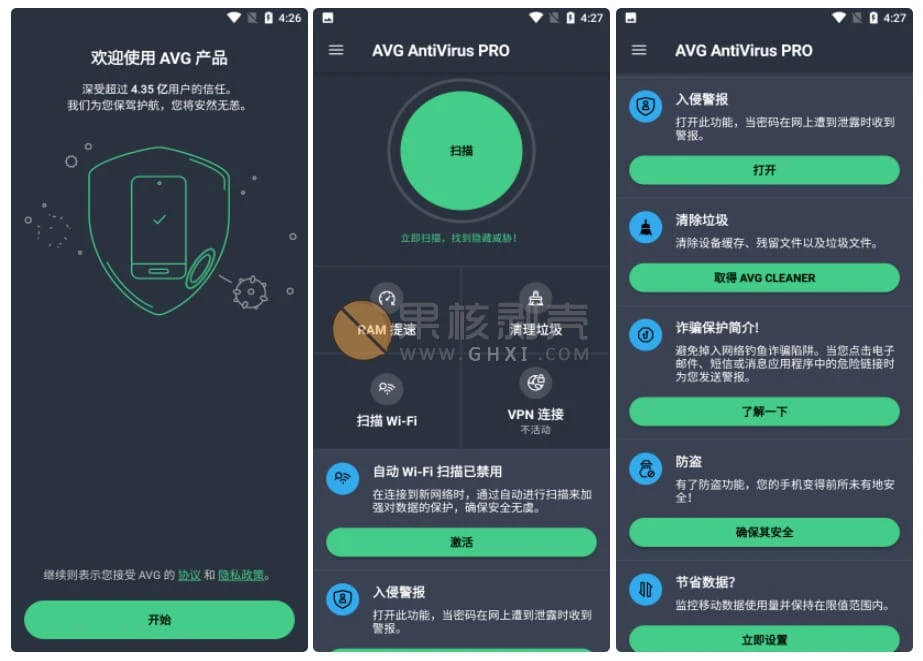 4:26
欢迎使用 AVG 产品
深受超过 4.35 亿用户的信任。
我们为您保驾护航，您将安然无恙。
继续则表示您接受 AVG 的 协议 和 隐私政策。
开始
4:27
AVG AntiVirus PRO
扫描
立即扫描，找到隐藏威胁！
RAM 提速
清理垃圾
果核剥壳
WWW.GHXI.COM
扫描 Wi-Fi
VPN 连接
不活动
自动 Wi-Fi 扫描已禁用
在连接到新网络时，通过自动进行扫描来加
强对数据的保护，确保安全无虞。
激活
入侵警报
打开此功能，当密码在网上遭到泄露时收到
警报。
4:27
AVG AntiVirus PRO
入侵警报
打开此功能，当密码在网上遭到泄露时收到
警报。
打开
清除垃圾
清除设备缓存、残留文件以及垃圾文件。
取得 AVG CLEANER
诈骗保护简介！
避免掉入网络钓鱼诈骗陷阱。当您点击电子
邮件、短信或消息应用程序中的危险链接时
为您发送警报。
了解一下
防盗
有了防盗功能，您的手机变得前所未有地安
全！
确保其安全
节省数据？
监控移动数据使用量并保持在限值范围内。
立即设置